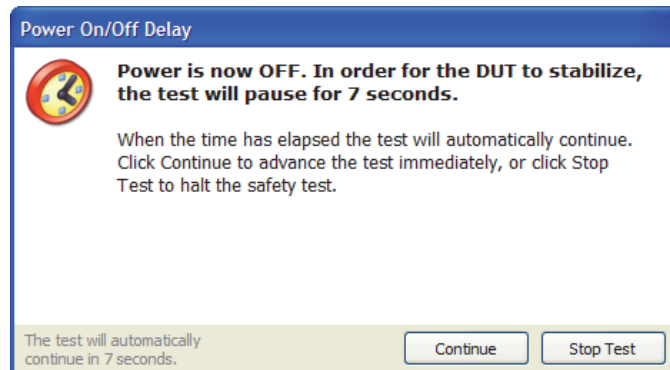 Power On/Off Delay
Power is now OFF. In order for the DUT to stabilize,
the test will pause for 7 seconds.
When the time has elapsed the test will automatically continue.
Click Continue to advance the test immediately, or click Stop
Test to halt the safety test.
The test will automatically
continue in 7 seconds.
Continue
Stop Test